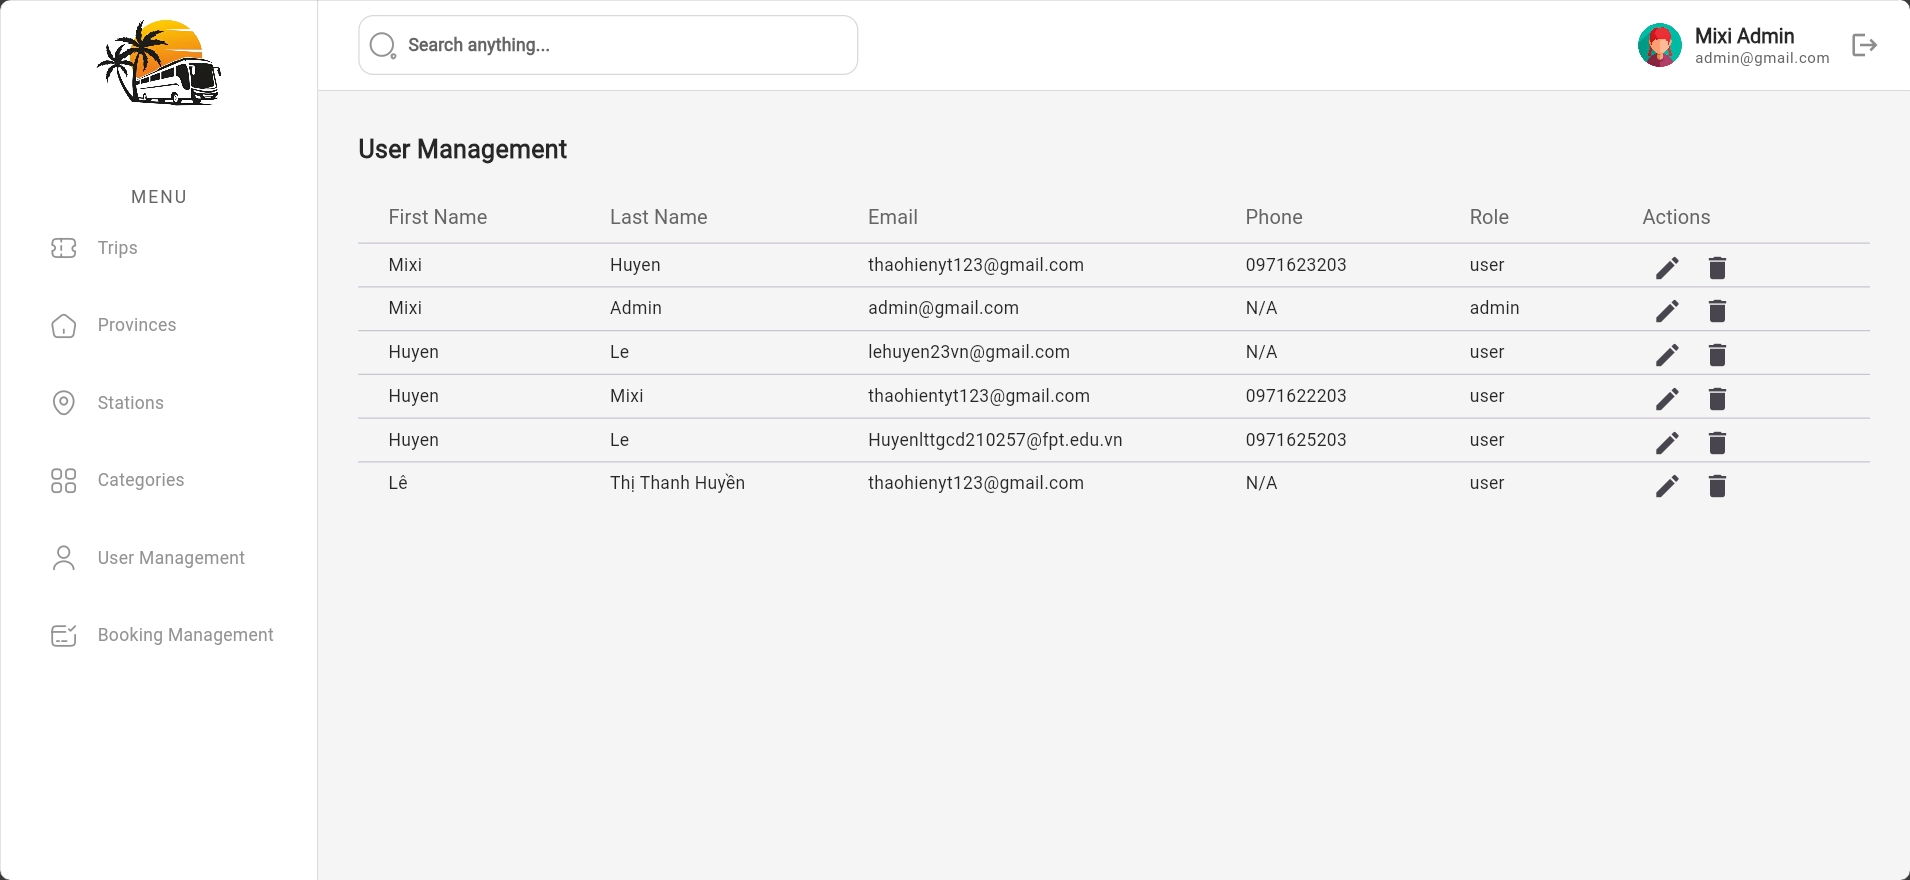 Search anything...
Mixi Admin
admin@gmail.com
MENU
Trips
Provinces
Stations
Categories
User Management
Booking Management
User Management
First Name Last Name Email Phone Role Actions
Mixi Huyen thaohienyt123@gmail.com 0971623203 user
Mixi Admin admin@gmail.com N/A admin
Huyen Le lehuyen23vn@gmail.com N/A user
Huyen Mixi thaohientyt123@gmail.com 0971622203 user
Huyen Le Huyenlttgcd210257@fpt.edu.vn 0971625203 user
Lê Thị Thanh Huyền thaohienyt123@gmail.com N/A user